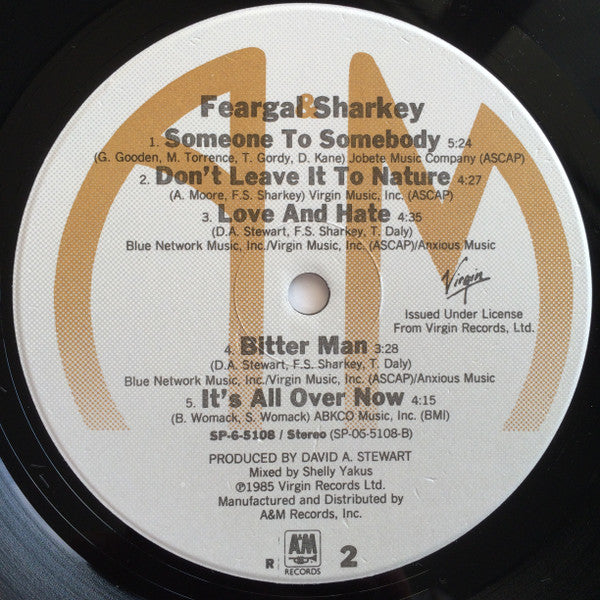 Feargal Sharkey
&
1. Someone To Somebody 5:24
(G. Gooden, M. Torrence, T. Gordy, D. Kane) Jobete Music Company (ASCAP)
2. Don't Leave It To Nature 4:27
(A. Moore, F.S. Sharkey) Virgin Music, Inc. (ASCAP)
3. Love And Hate 4:35
(D.A. Stewart, F.S. Sharkey, T. Daly)
Blue Network Music, Inc./Virgin Music, Inc. (ASCAP)/Anxious Music
Virgin
Issued Under License
From Virgin Records, Ltd.
4. Bitter Man 3:28
(D.A. Stewart, F.S. Sharkey, T. Daly)
Blue Network Music, Inc./Virgin Music, Inc. (ASCAP)/Anxious Music
5. It's All Over Now 4:15
(B. Womack, S. Womack) ABKCO Music, Inc. (BMI)
SP-6-5108 / Stereo (SP-06-5108-B)
PRODUCED BY DAVID A. STEWART
Mixed by Shelly Yakus
℗1985 Virgin Records Ltd.
Manufactured and Distributed by
A&M Records, Inc.
R A&M RECORDS 2